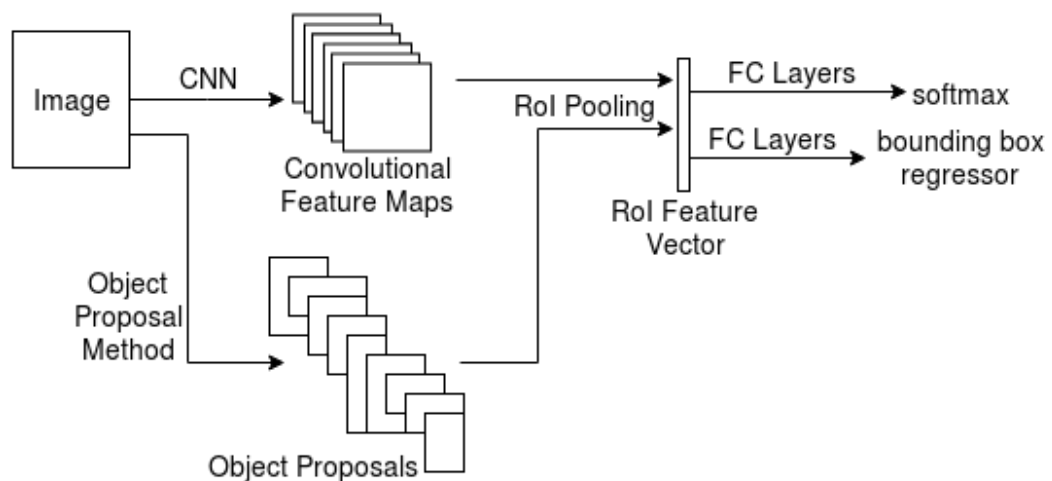 Image
CNN
Convolutional
Feature Maps
RoI Pooling
FC Layers
softmax
FC Layers
bounding box
regressor
RoI Feature
Vector
Object
Proposal
Method
Object Proposals